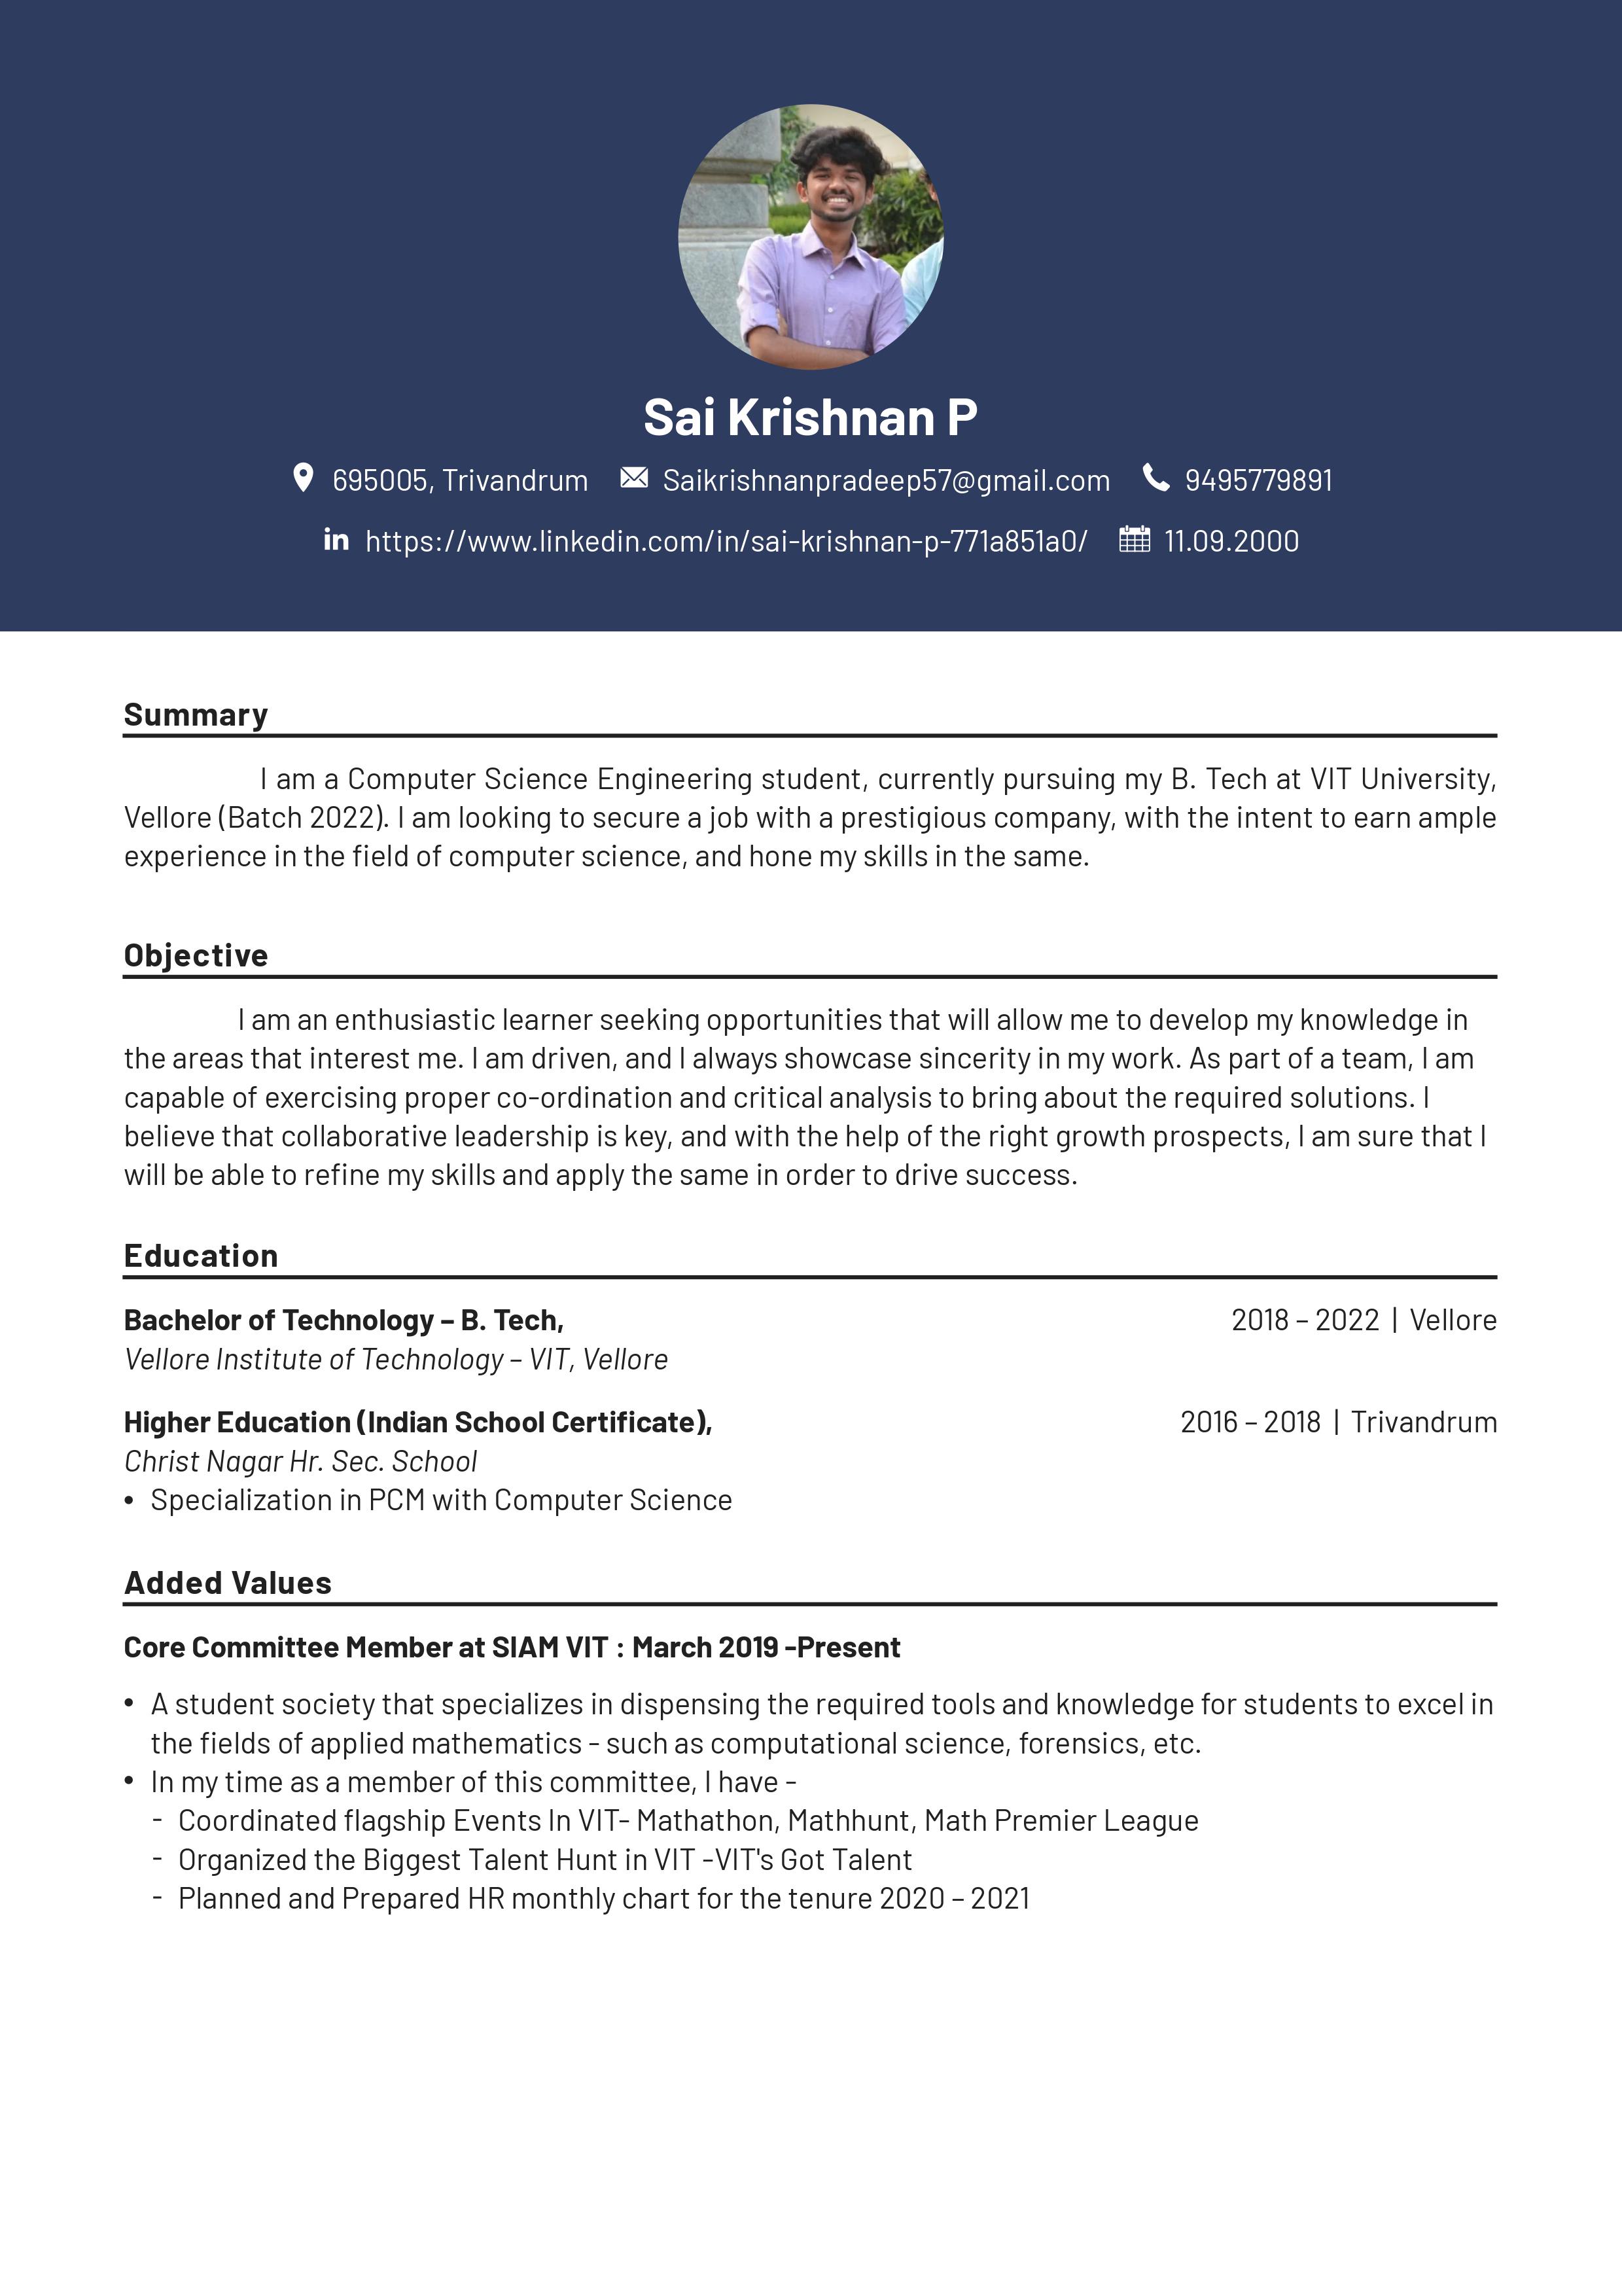 Sai Krishnan P
695005, Trivandrum Saikrishnanpradeep57@gmail.com 9495779891
in https://www.linkedin.com/in/sai-krishnan-p-771a851a0/ 11.09.2000
Summary
I am a Computer Science Engineering student, currently pursuing my B. Tech at VIT University,
Vellore (Batch 2022). I am looking to secure a job with a prestigious company, with the intent to earn ample
experience in the field of computer science, and hone my skills in the same.
Objective
I am an enthusiastic learner seeking opportunities that will allow me to develop my knowledge in
the areas that interest me. I am driven, and I always showcase sincerity in my work. As part of a team, I am
capable of exercising proper co-ordination and critical analysis to bring about the required solutions. I
believe that collaborative leadership is key, and with the help of the right growth prospects, I am sure that I
will be able to refine my skills and apply the same in order to drive success.
Education
Bachelor of Technology – B. Tech, 2018 – 2022 | Vellore
Vellore Institute of Technology – VIT, Vellore
Higher Education (Indian School Certificate), 2016 – 2018 | Trivandrum
Christ Nagar Hr. Sec. School
• Specialization in PCM with Computer Science
Added Values
Core Committee Member at SIAM VIT : March 2019 -Present
• A student society that specializes in dispensing the required tools and knowledge for students to excel in
the fields of applied mathematics - such as computational science, forensics, etc.
• In my time as a member of this committee, I have -
- Coordinated flagship Events In VIT- Mathathon, Mathhunt, Math Premier League
- Organized the Biggest Talent Hunt in VIT -VIT's Got Talent
- Planned and Prepared HR monthly chart for the tenure 2020 – 2021